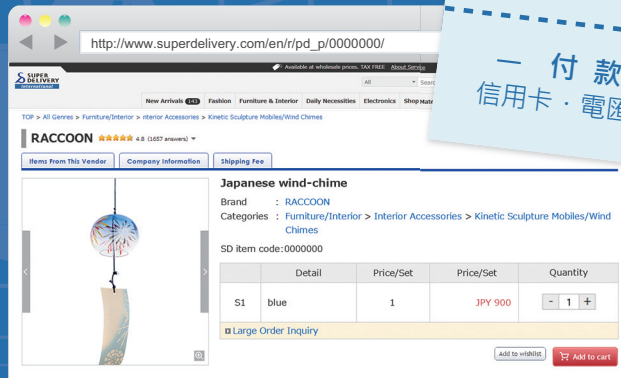 http://www.superdelivery.com/en/r/pd_p/0000000/
一 付 款
信用卡・電匯
SUPER DELIVERY International
Available at wholesale prices. TAX FREE About Service
All
New Arrivals 143 Fashion Furniture & Interior Daily Necessities Electronics Shop
TOP > All Genres > Furniture/Interior > nterior Accessories > Kinetic Sculpture Mobiles/Wind Chimes
RACCOON 4.8 (1657 answers)
Items From This Vendor Company Information Shipping Fee
Japanese wind-chime
Brand : RACCOON
Categories : Furniture/Interior > Interior Accessories > Kinetic Sculpture Mobiles/Wind
Chimes
SD item code:0000000
Detail Price/Set Price/Set Quantity
S1 blue 1 JPY 900 - 1 +
Large Order Inquiry
Add to wishlist Add to cart